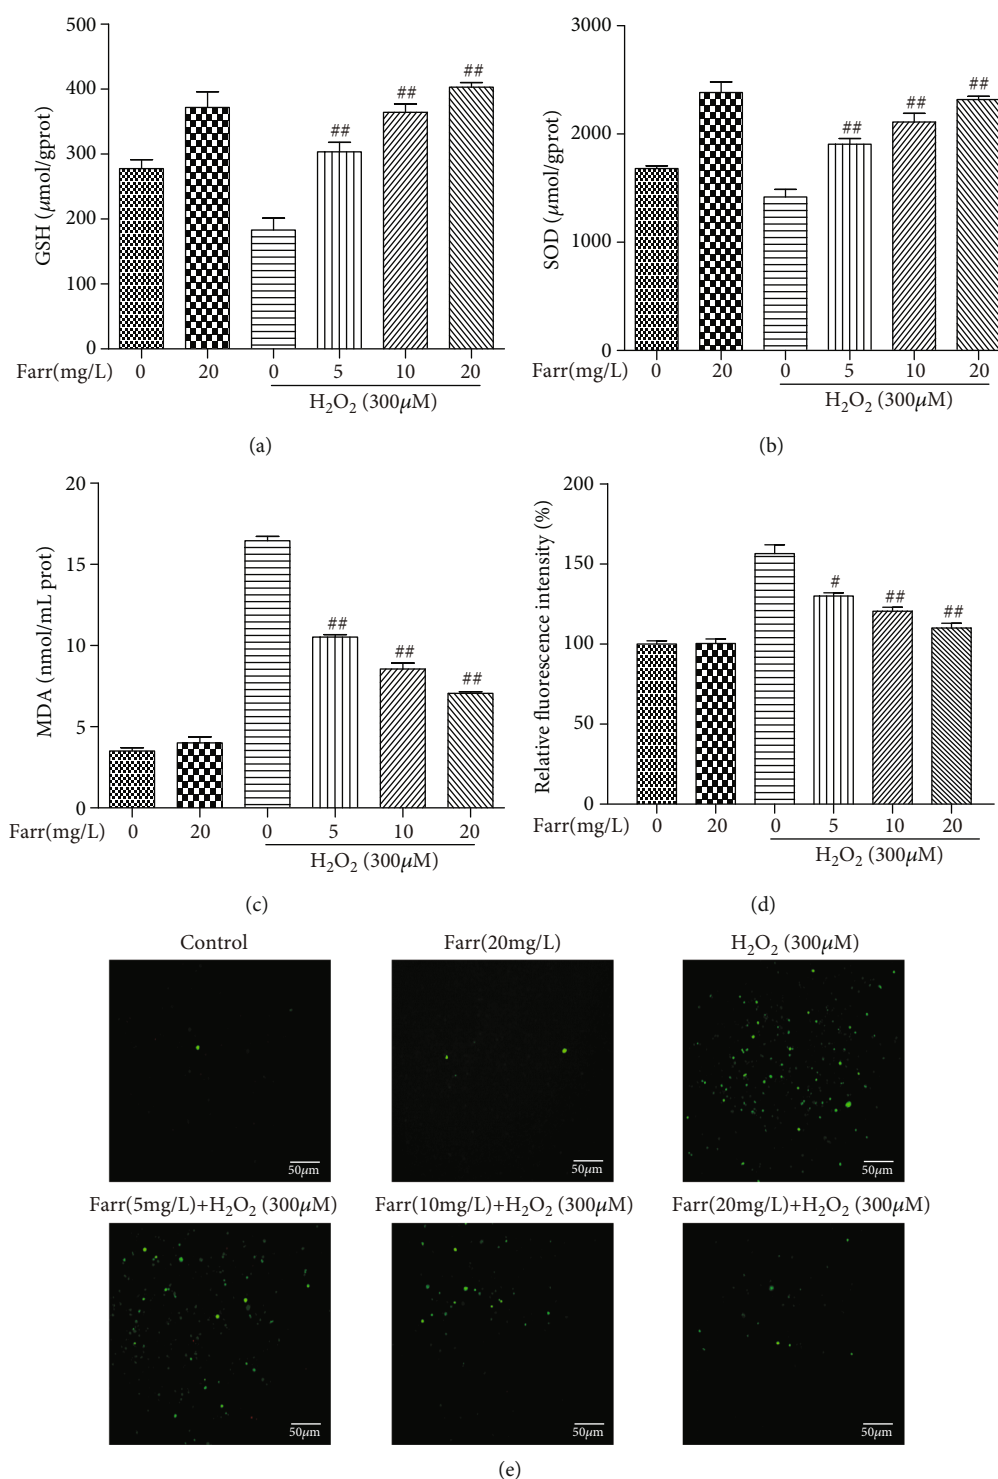 500
400
300
200
100
0
GSH (μmol/gprot)
##
##
##
Farr(mg/L) 0 20 0 5 10 20
H₂O₂ (300μM)
(a)
3000
2000
1000
0
SOD (μmol/gprot)
##
##
##
Farr(mg/L) 0 20 0 5 10 20
H₂O₂ (300μM)
(b)
20
15
10
5
0
MDA (nmol/mL prot)
##
##
##
Farr(mg/L) 0 20 0 5 10 20
H₂O₂ (300μM)
(c)
200
150
100
50
0
Relative fluorescence intensity (%)
#
##
##
Farr(mg/L) 0 20 0 5 10 20
H₂O₂ (300μM)
(d)
Control
Farr(20mg/L)
H₂O₂ (300μM)
50μm
50μm
50μm
Farr(5mg/L)+H₂O₂ (300μM)
Farr(10mg/L)+H₂O₂ (300μM)
Farr(20mg/L)+H₂O₂ (300μM)
50μm
50μm
50μm
(e)